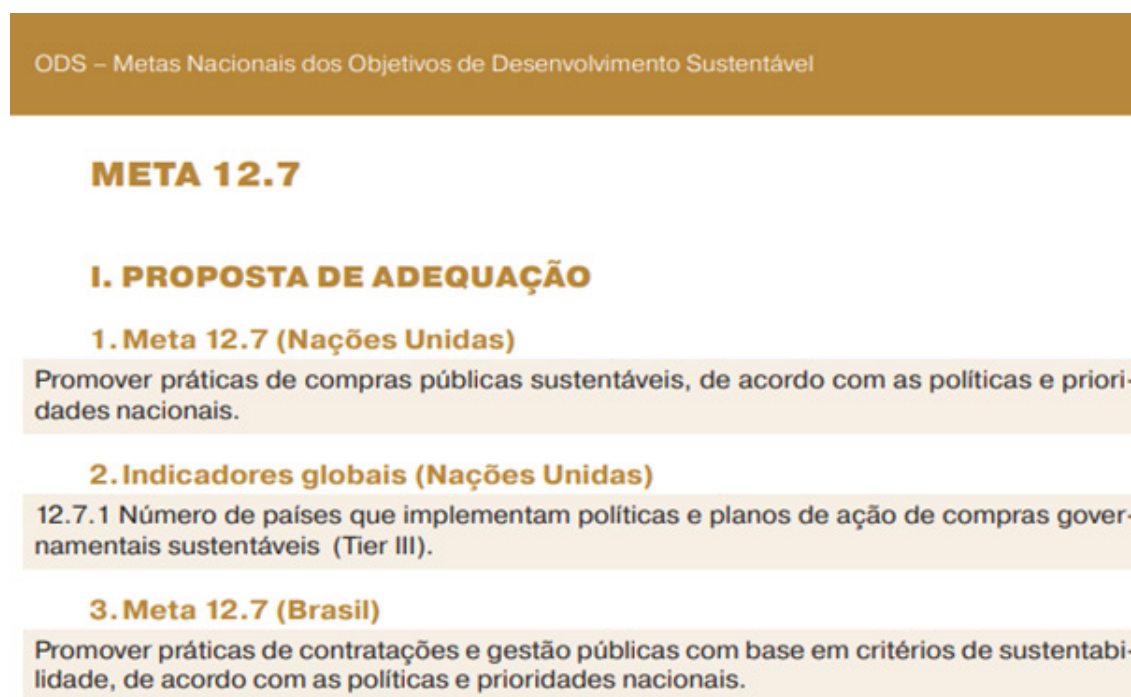 ODS – Metas Nacionais dos Objetivos de Desenvolvimento Sustentável
META 12.7
I. PROPOSTA DE ADEQUAÇÃO
1. Meta 12.7 (Nações Unidas)
Promover práticas de compras públicas sustentáveis, de acordo com as políticas e priori-
dades nacionais.
2. Indicadores globais (Nações Unidas)
12.7.1 Número de países que implementam políticas e planos de ação de compras gover-
namentais sustentáveis (Tier III).
3. Meta 12.7 (Brasil)
Promover práticas de contratações e gestão públicas com base em critérios de sustentabi-
lidade, de acordo com as políticas e prioridades nacionais.